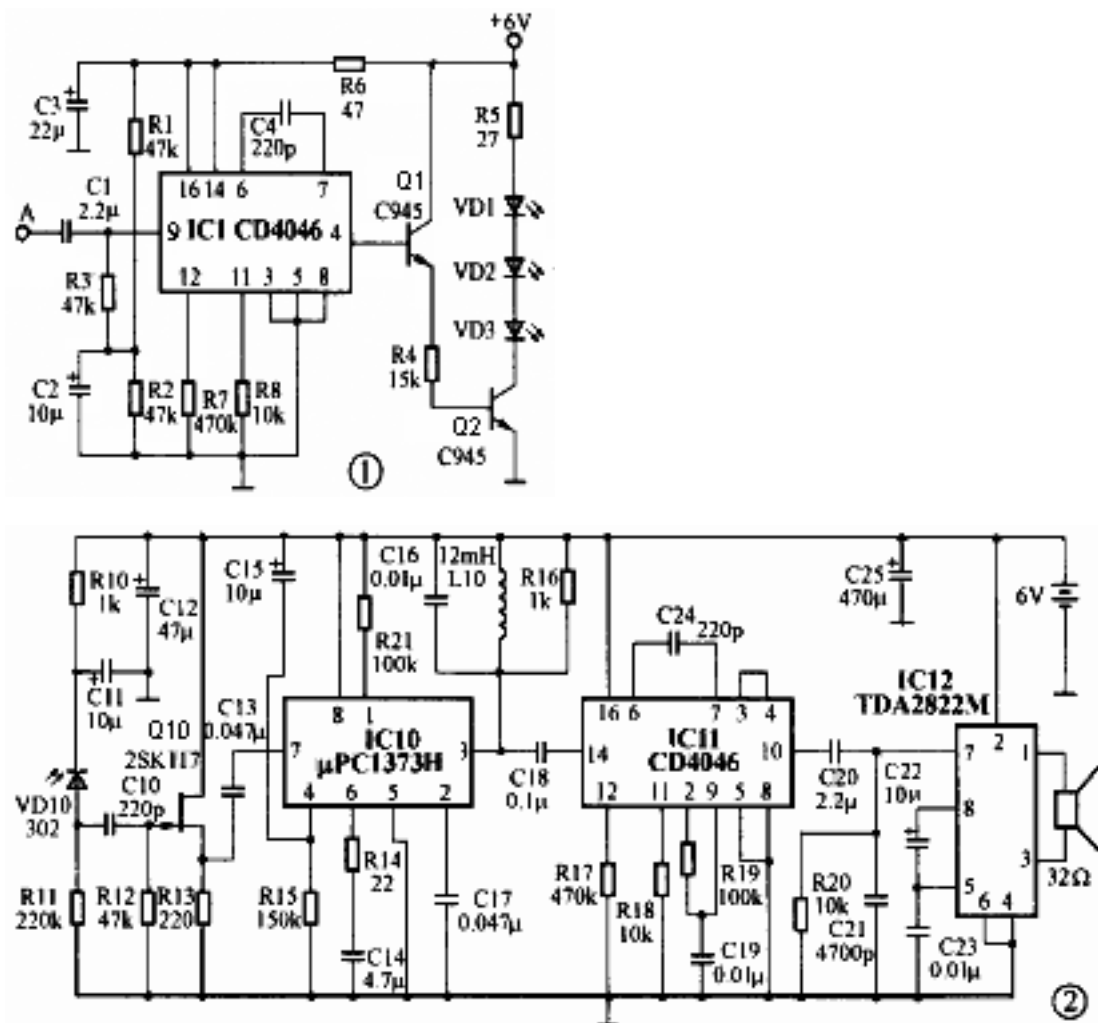 +6V
R6
47
C3
22μ
R1
47k
C4
220p
R5
27
C1
2.2μ
A
16
14
6
7
Q1
C945
VD1
9
IC1 CD4046
4
12
11
3
5
8
VD2
R3
47k
VD3
R4
15k
C2
10μ
R2
47k
R7
470k
R8
10k
Q2
C945
①
R10
1k
C12
47μ
C15
10μ
C16
0.01μ
12mH
L10
R16
1k
C25
470μ
6V
R21
100k
C24
220p
C11
10μ
C13
0.047μ
IC12
TDA2822M
Q10
2SK117
8
1
16
6
7
3
4
7
IC10
μPC1373H
3
14
IC11
CD4046
10
7
2
1
C18
0.1μ
C20
2.2μ
C22
10μ
8
VD10
302
C10
220p
4
6
5
2
12
11
2
9
5
8
3
R14
22
R19
100k
5
32Ω
R11
220k
R12
47k
R13
220
R15
150k
C17
0.047μ
R17
470k
R18
10k
R20
10k
6
4
C14
4.7μ
C19
0.01μ
C21
4700p
C23
0.01μ
②